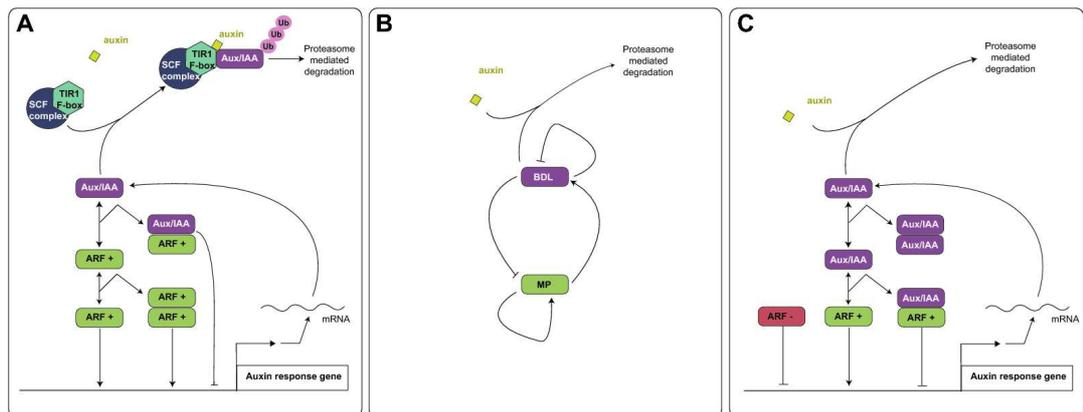 A
auxin
TIR1
F-box
SCF
complex
auxin
TIR1
F-box
SCF
complex
Aux/IAA
Ub
Ub
Ub
Proteasome
mediated
degradation
Aux/IAA
Aux/IAA
ARF +
ARF +
ARF +
ARF +
ARF +
mRNA
Auxin response gene
B
auxin
Proteasome
mediated
degradation
BDL
MP
C
auxin
Proteasome
mediated
degradation
Aux/IAA
Aux/IAA
Aux/IAA
Aux/IAA
Aux/IAA
ARF -
ARF +
ARF +
mRNA
Auxin response gene